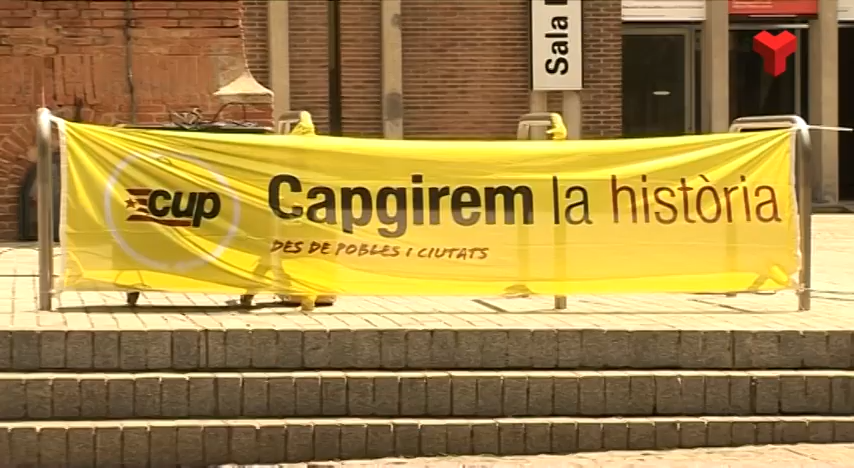 Sala
cup
Capgirem la història
DES DE POBLES I CIUTATS